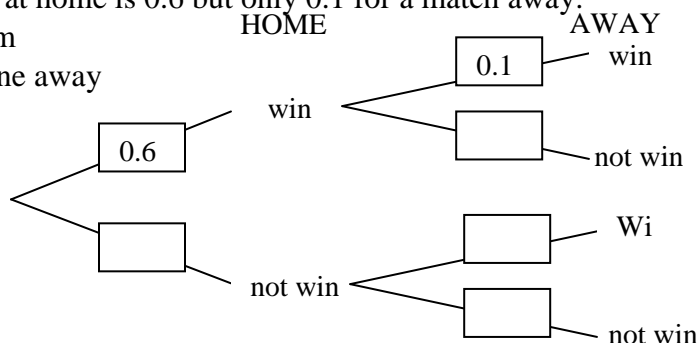 at home is 0.6 but only 0.1 for a match away.
HOME AWAY
ne away
0.1 win
win
0.6
not win
Wi
not win
not win